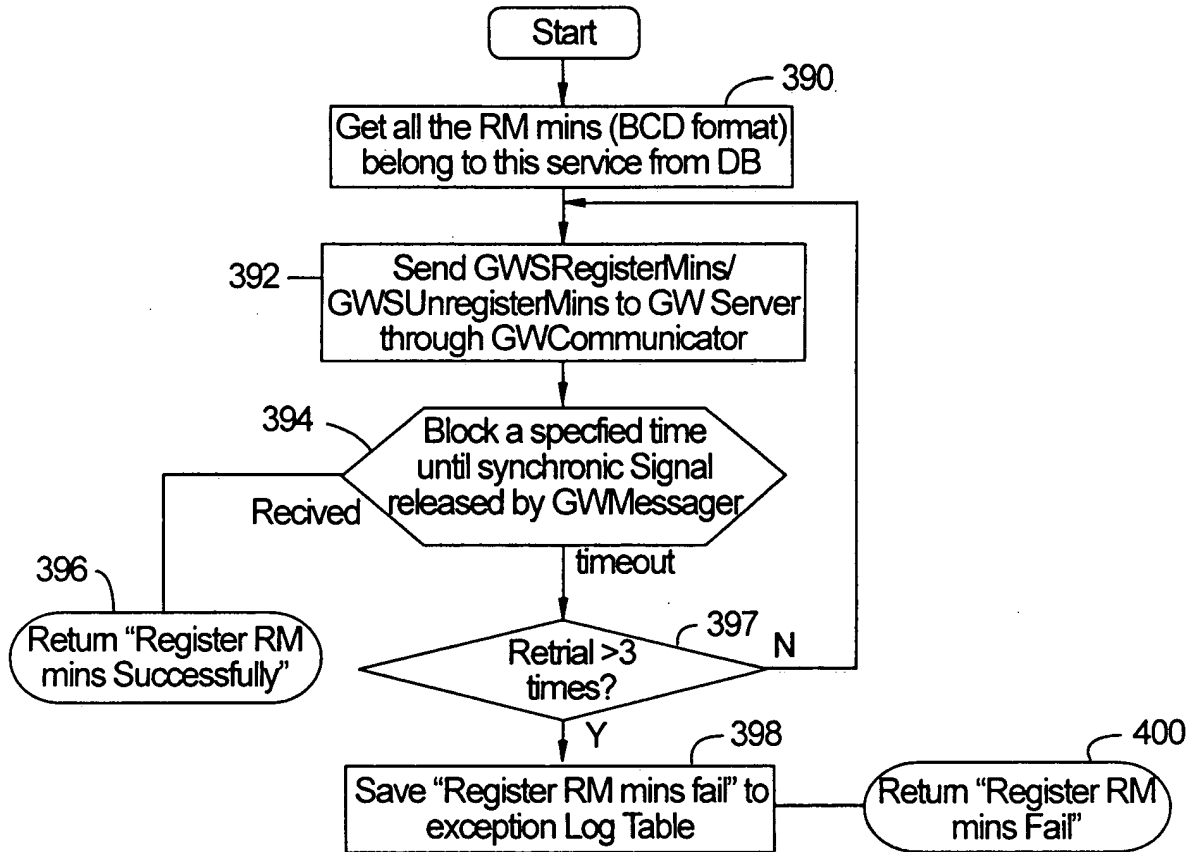 Start
390
Get all the RM mins (BCD format)
belong to this service from DB
392
Send GWSRegisterMins/
GWSUnregisterMins to GW Server
through GWCommunicator
394
Block a specfied time
until synchronic Signal
released by GWMessager
Recived
timeout
396
Return “Register RM
mins Successfully”
397
Retrial >3
times?
N
Y
398
Save “Register RM mins fail” to
exception Log Table
400
Return “Register RM
mins Fail”